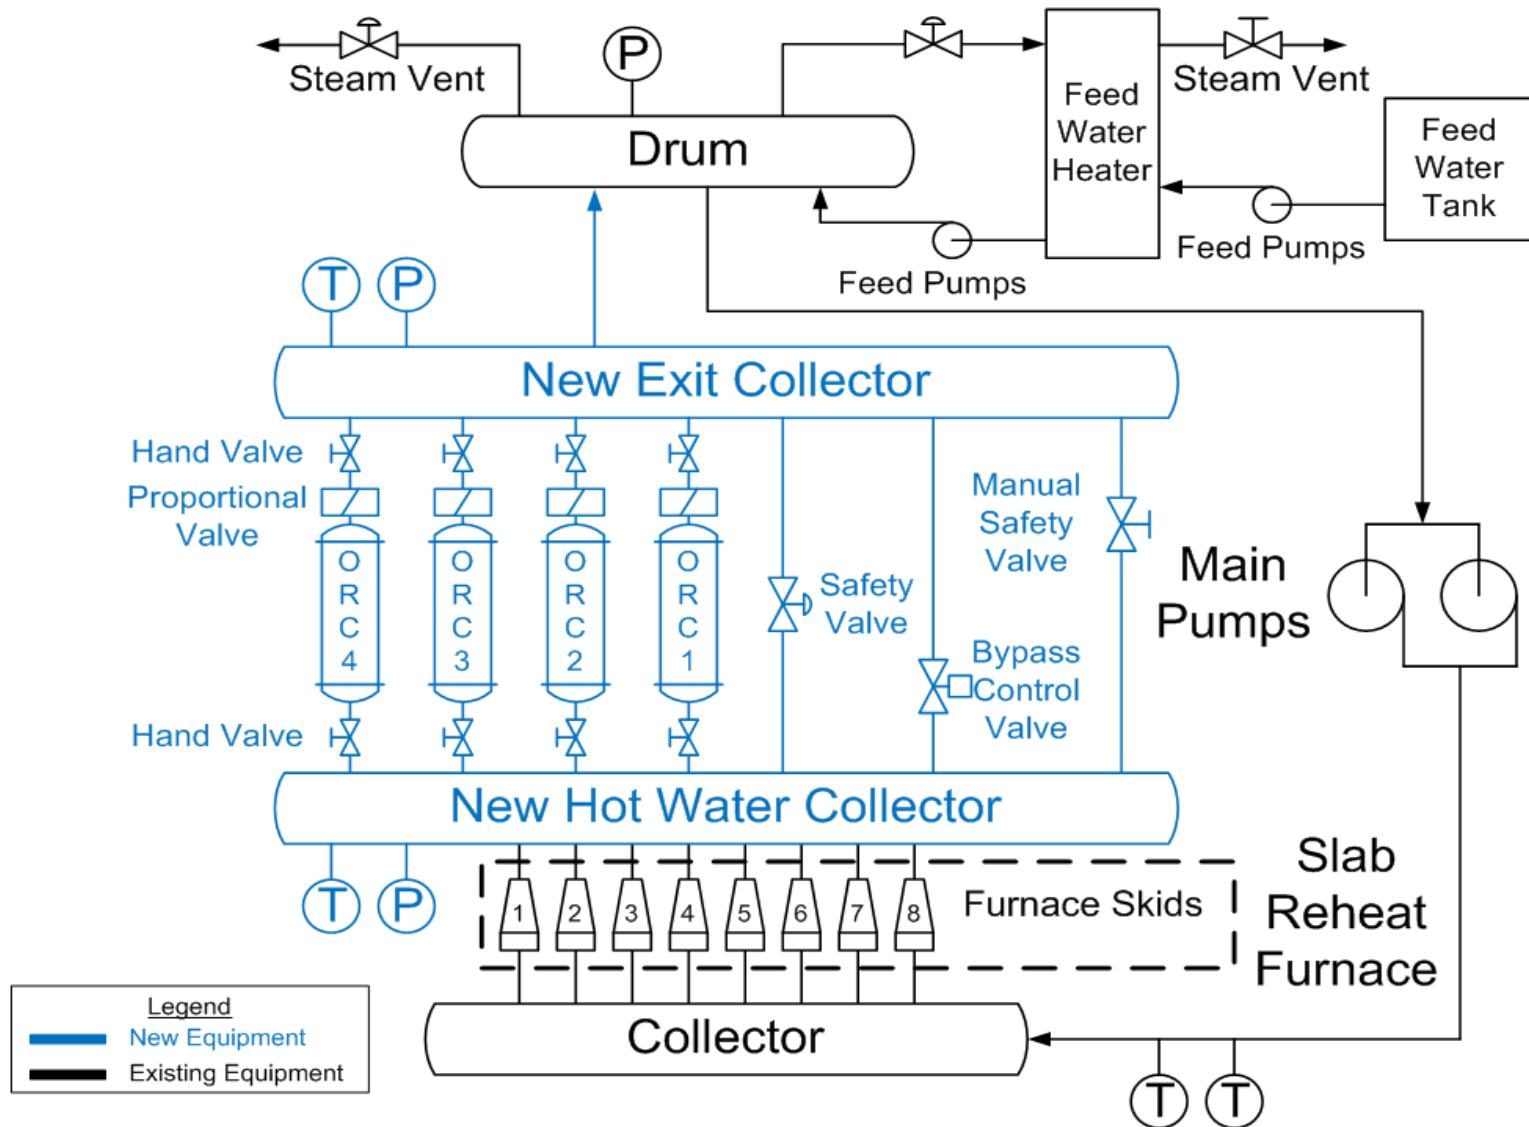 P
Steam Vent
Drum
Feed
Water
Heater
Steam Vent
Feed
Water
Tank
Feed Pumps
Feed Pumps
T
P
New Exit Collector
Hand Valve
Proportional
Valve
O
R
C
4
O
R
C
3
O
R
C
2
O
R
C
1
Safety
Valve
Manual
Safety
Valve
Bypass
Control
Valve
Main
Pumps
Hand Valve
New Hot Water Collector
T
P
1
2
3
4
5
6
7
8
Furnace Skids
Slab
Reheat
Furnace
Collector
T
T
Legend
New Equipment
Existing Equipment